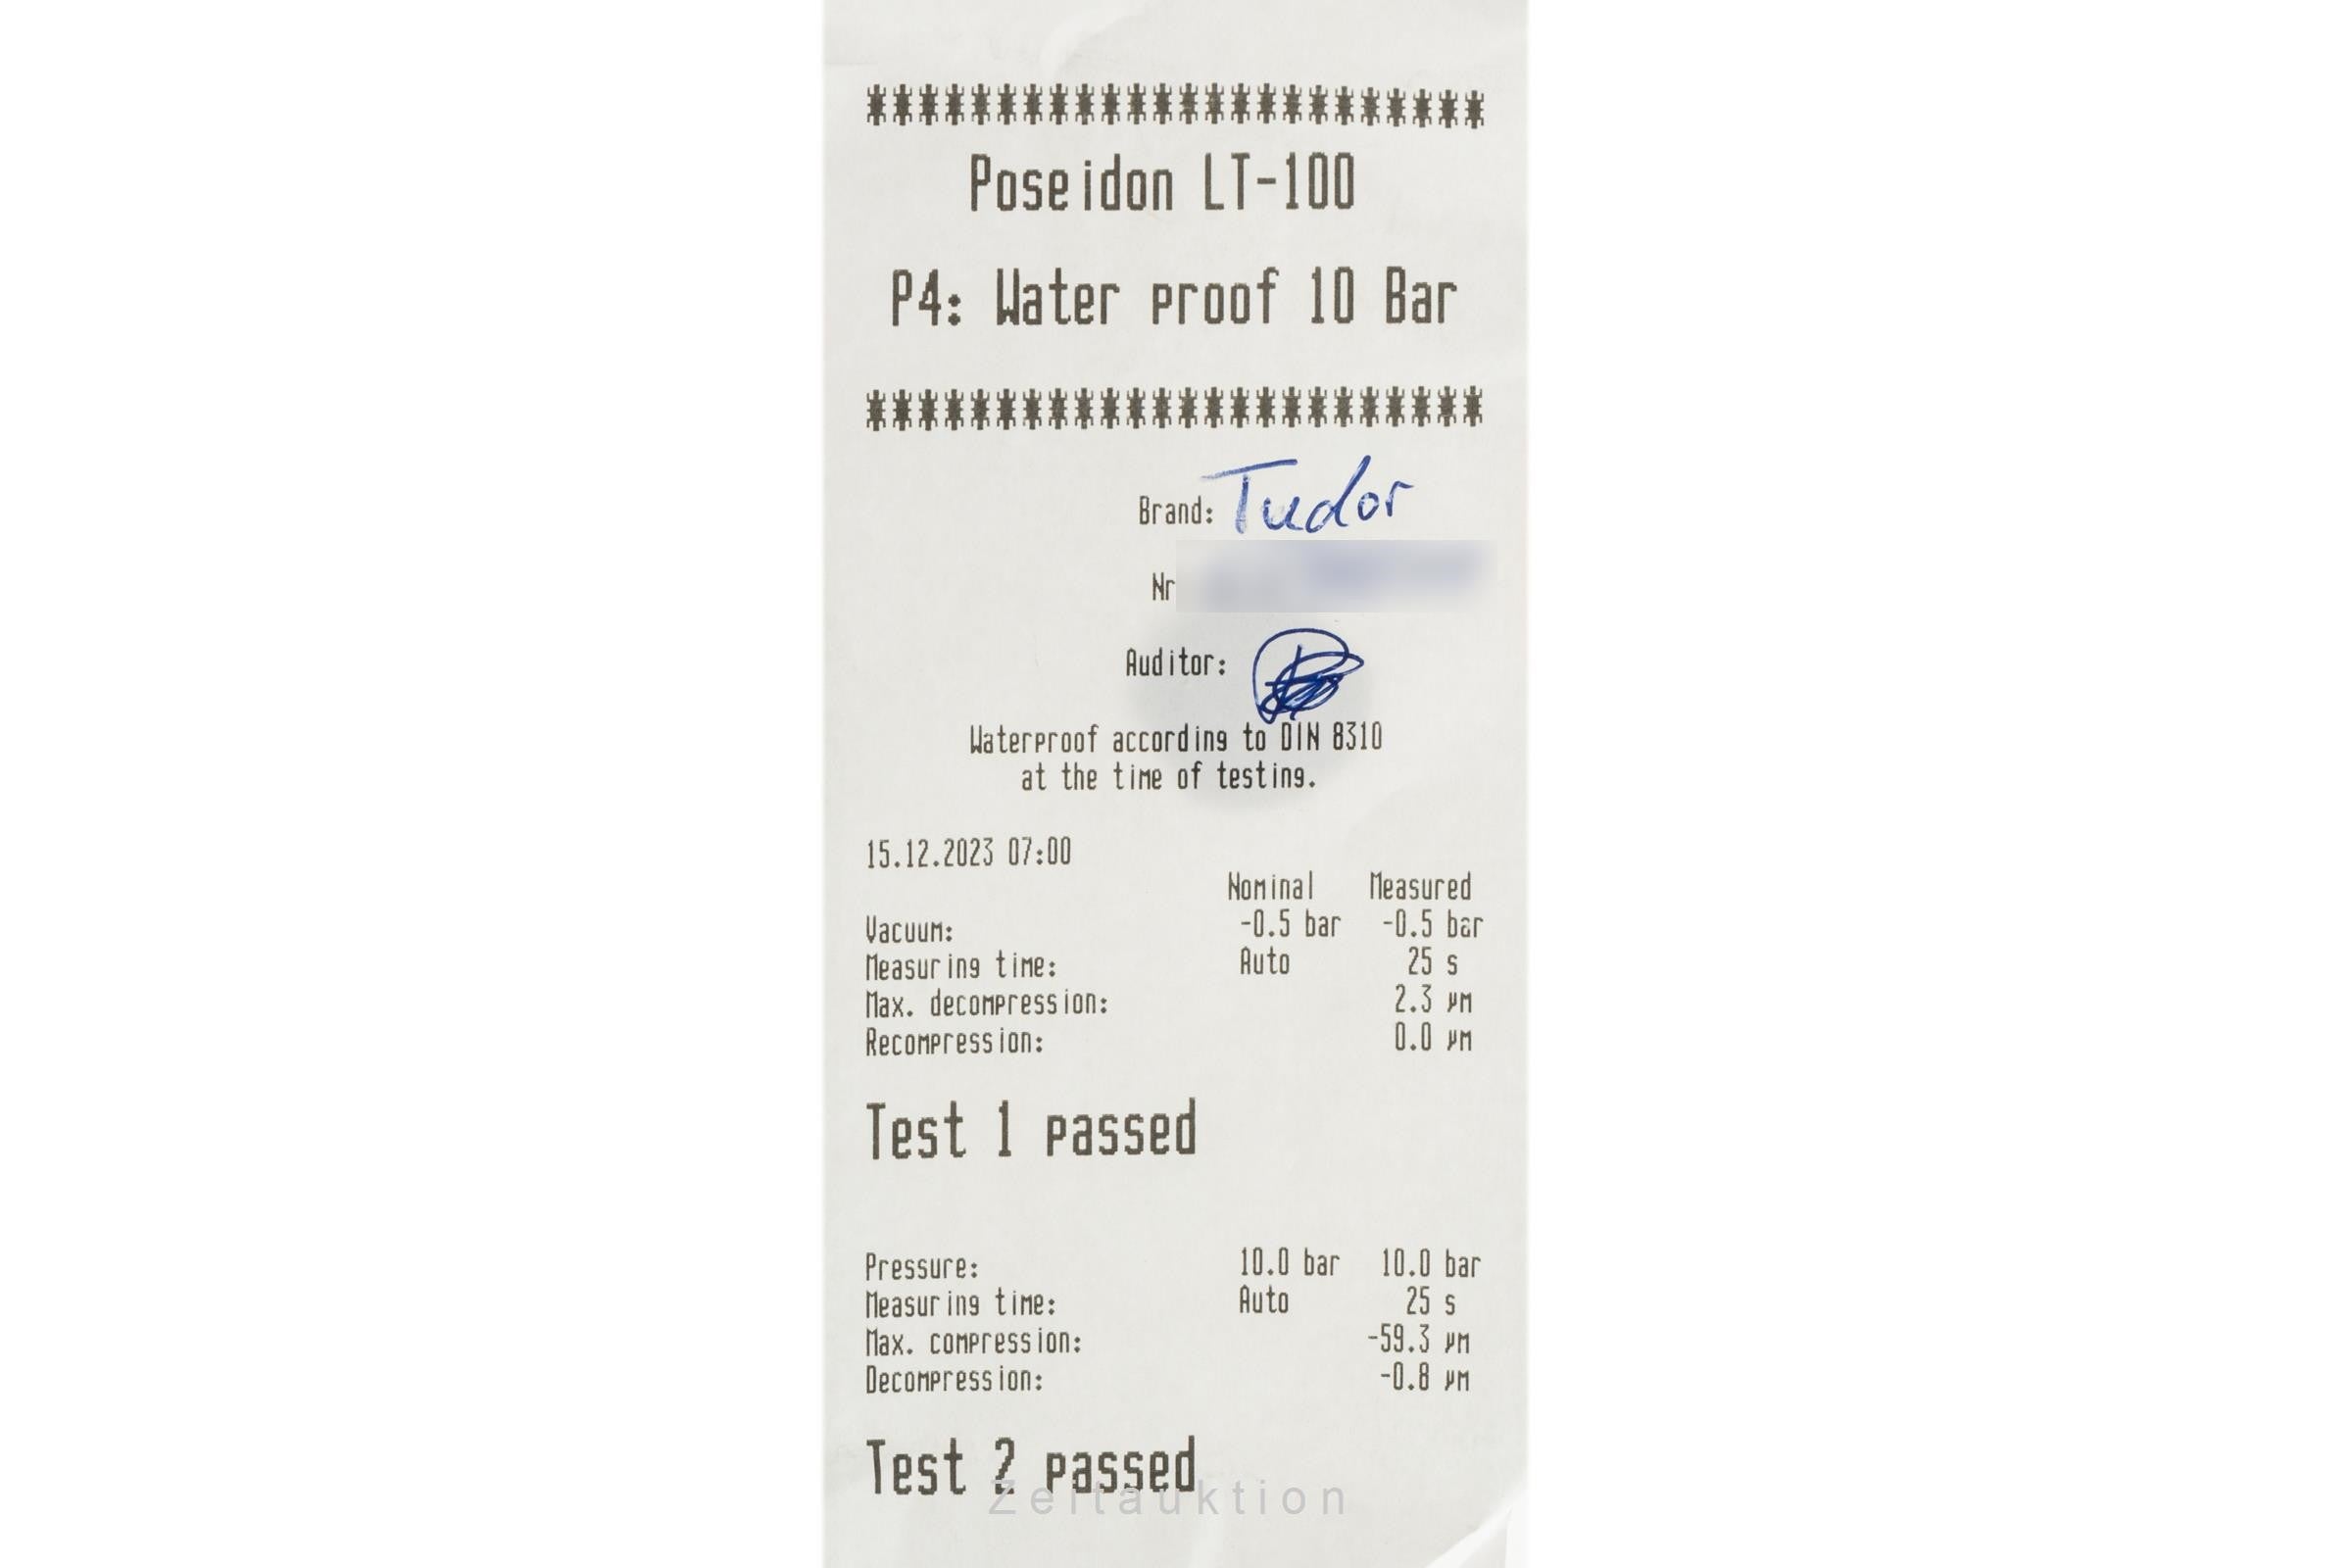 ************************
Poseidon LT-100
P4: Water proof 10 Bar
************************
Brand: Tudor
Nr
Auditor:
Waterproof according to DIN 8310
at the time of testing.
15.12.2023 07:00
Nominal Measured
Vacuum: -0.5 bar -0.5 bar
Measuring time: Auto 25 s
Max. decompression: 2.3 µm
Recompression: 0.0 µm
Test 1 passed
Pressure: 10.0 bar 10.0 bar
Measuring time: Auto 25 s
Max. compression: -59.3 µm
Decompression: -0.8 µm
Test 2 passed
Zeitauktion